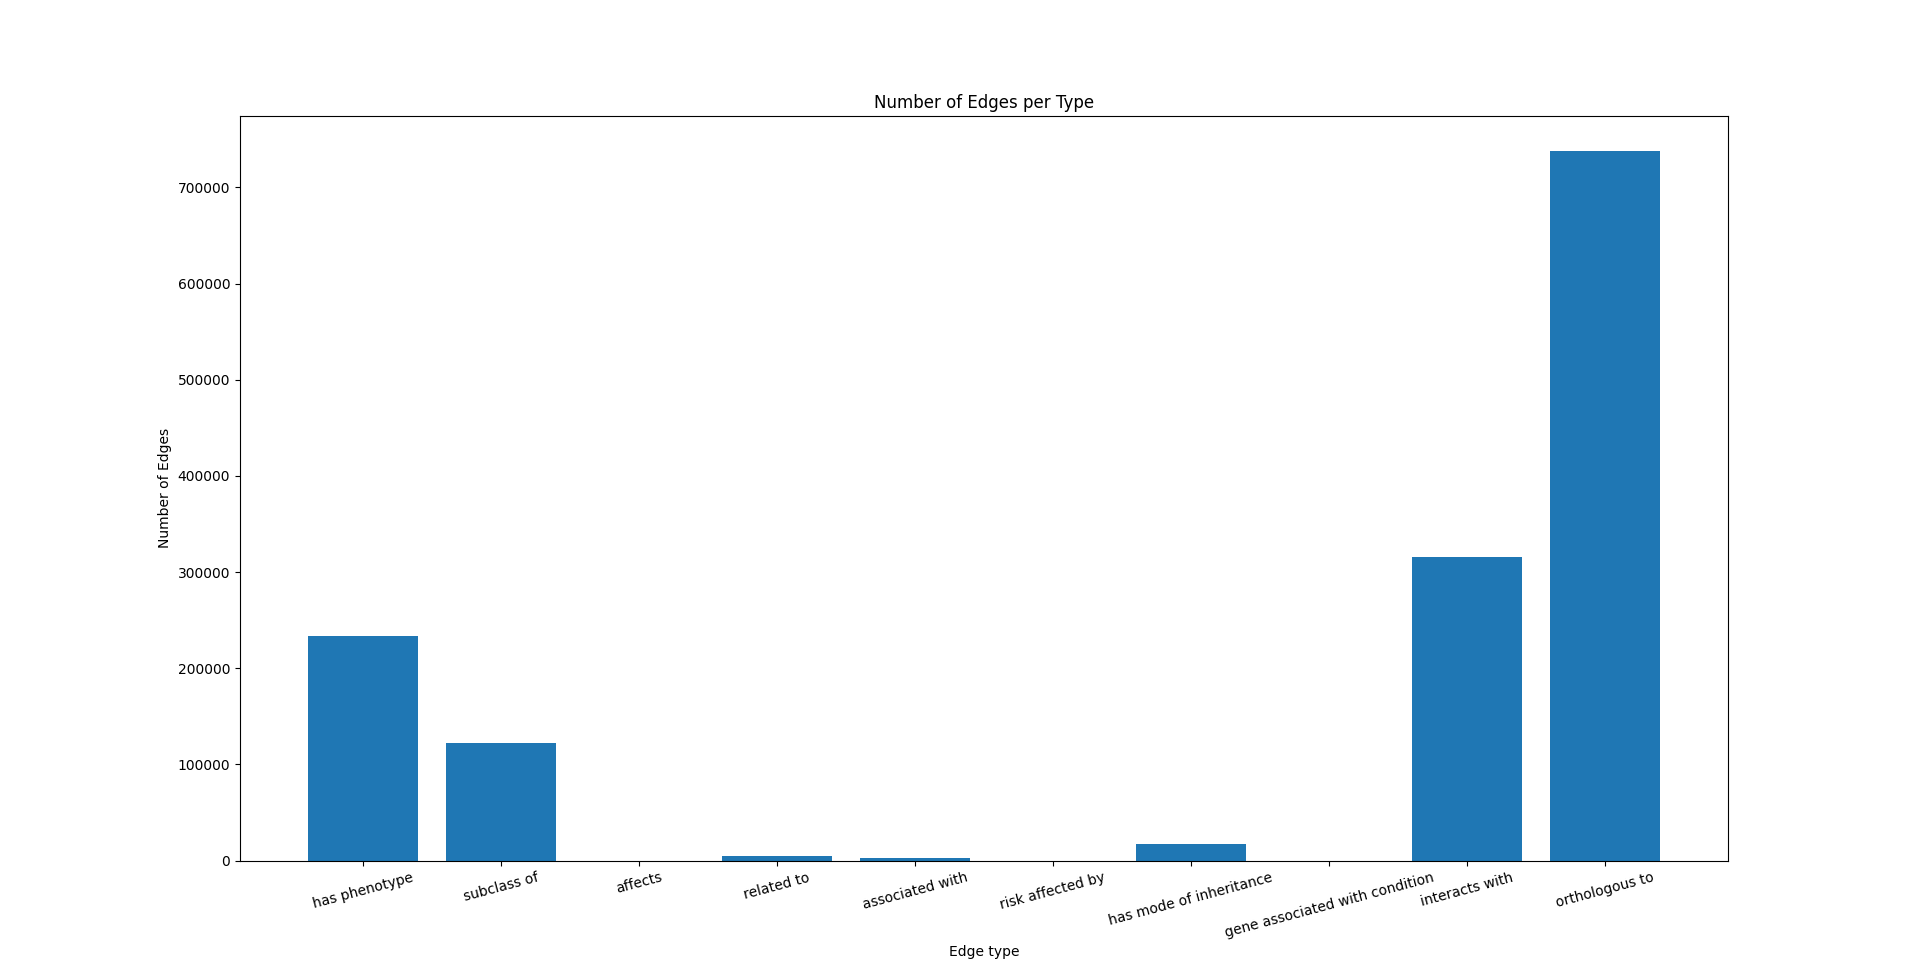 Number of Edges per Type
Number of Edges
700000
600000
500000
400000
300000
200000
100000
0
has phenotype
subclass of
affects
related to
associated with
risk affected by
has mode of inheritance
gene associated with condition
interacts with
orthologous to
Edge type